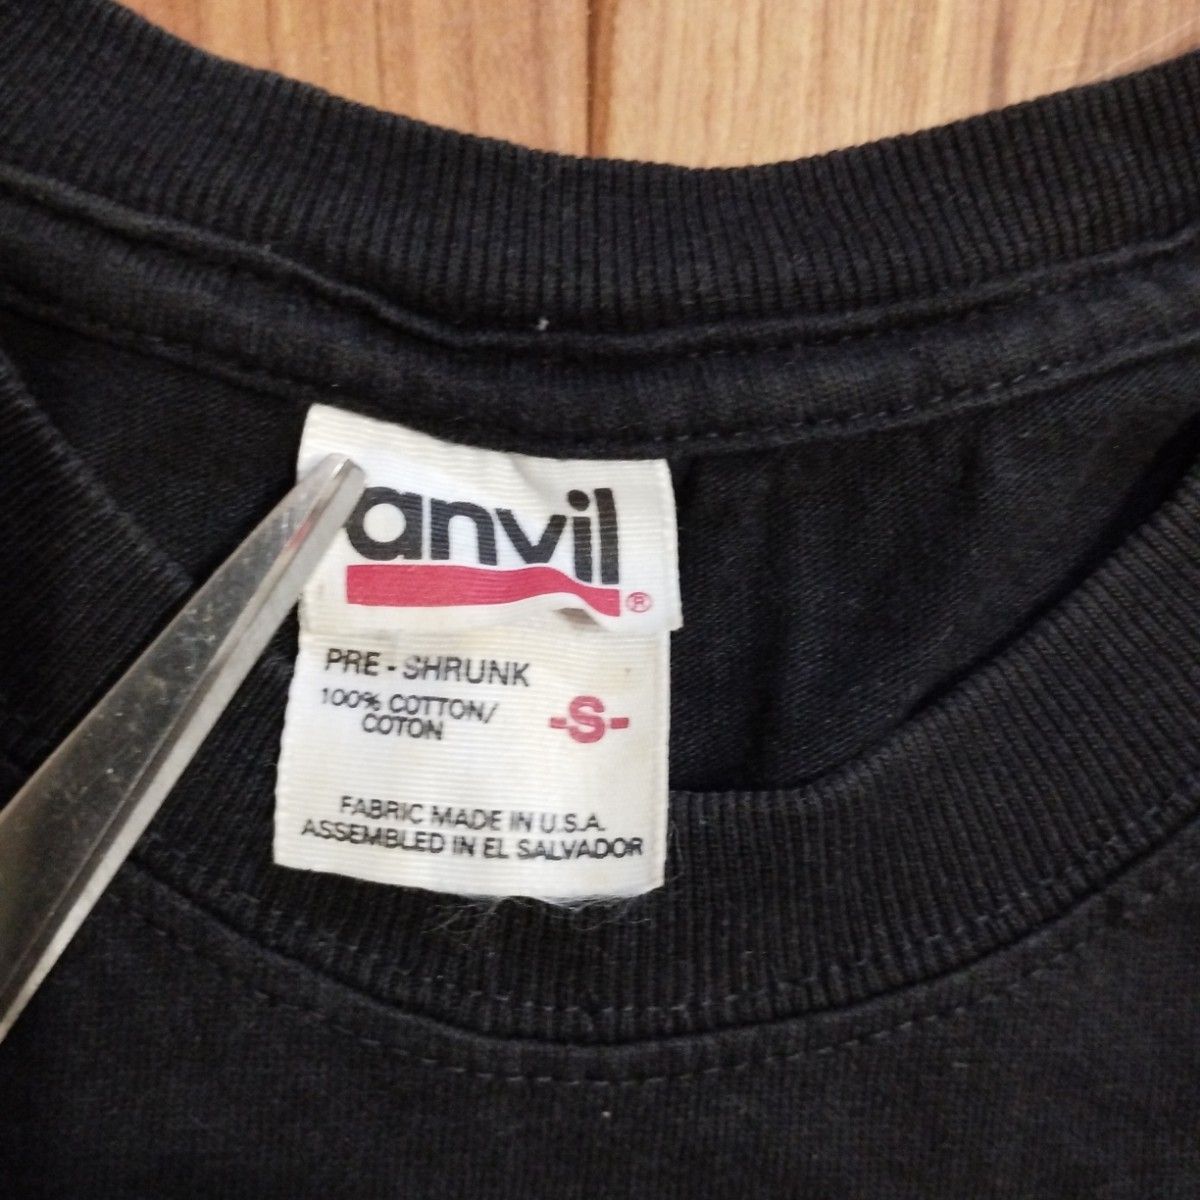 anvil®
PRE-SHRUNK
100% COTTON/
COTON
-S-
FABRIC MADE IN U.S.A.
ASSEMBLED IN EL SALVADOR